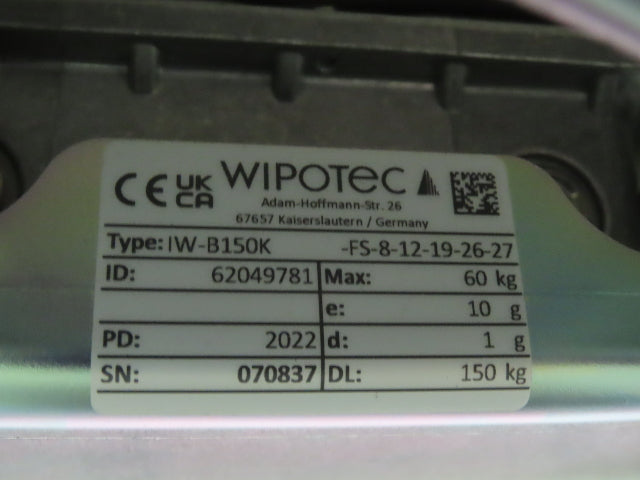 CE UK CA WIPOTEC
Adam-Hoffmann-Str. 26
67657 Kaiserslautern / Germany
Type: IW-B150K -FS-8-12-19-26-27
ID: 62049781 Max: 60 kg
e: 10 g
PD: 2022 d: 1 g
SN: 070837 DL: 150 kg